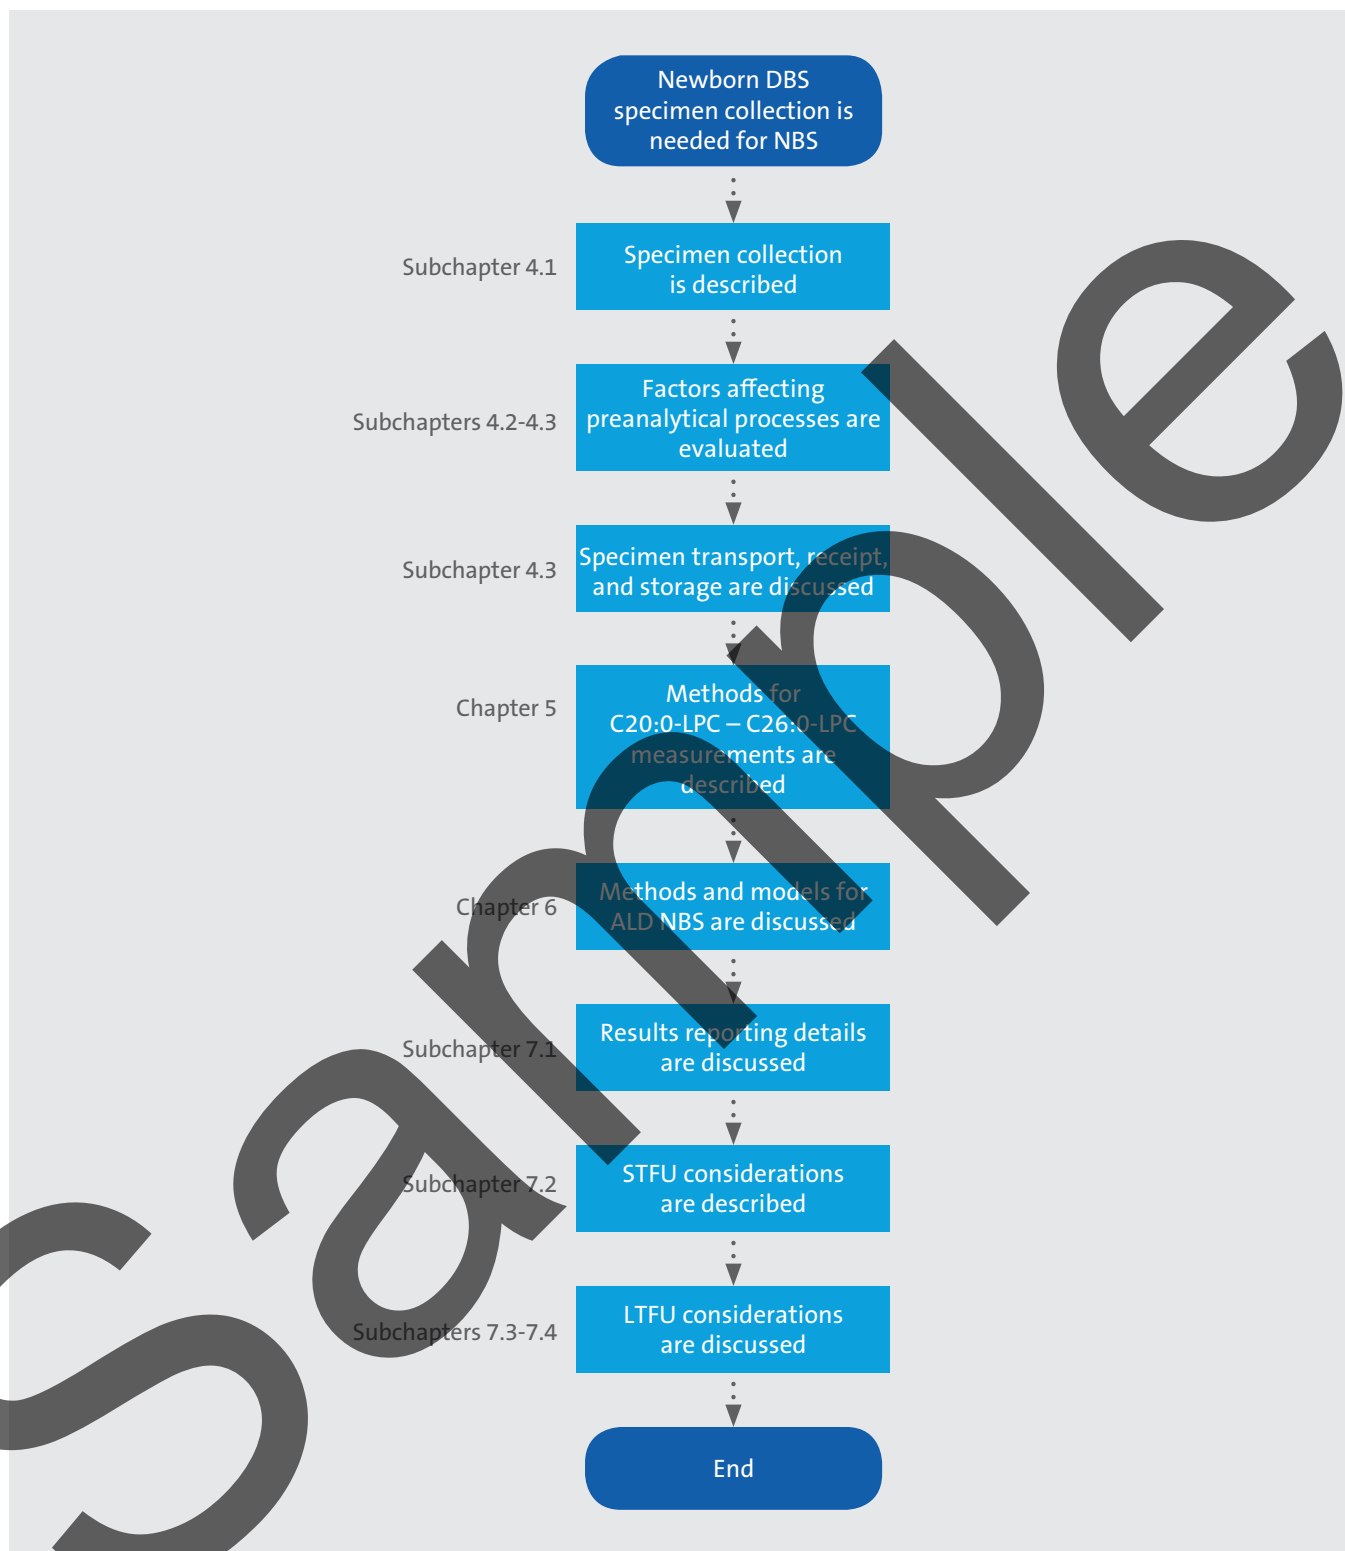 Newborn DBS
specimen collection is
needed for NBS
Subchapter 4.1
Specimen collection
is described
Subchapters 4.2-4.3
Factors affecting
preanalytical processes are
evaluated
Subchapter 4.3
Specimen transport, receipt,
and storage are discussed
Chapter 5
Methods for
C20:0-LPC – C26:0-LPC
measurements are
described
Chapter 6
Methods and models for
ALD NBS are discussed
Subchapter 7.1
Results reporting details
are discussed
Subchapter 7.2
STFU considerations
are described
Subchapters 7.3-7.4
LTFU considerations
are discussed
End
Sample